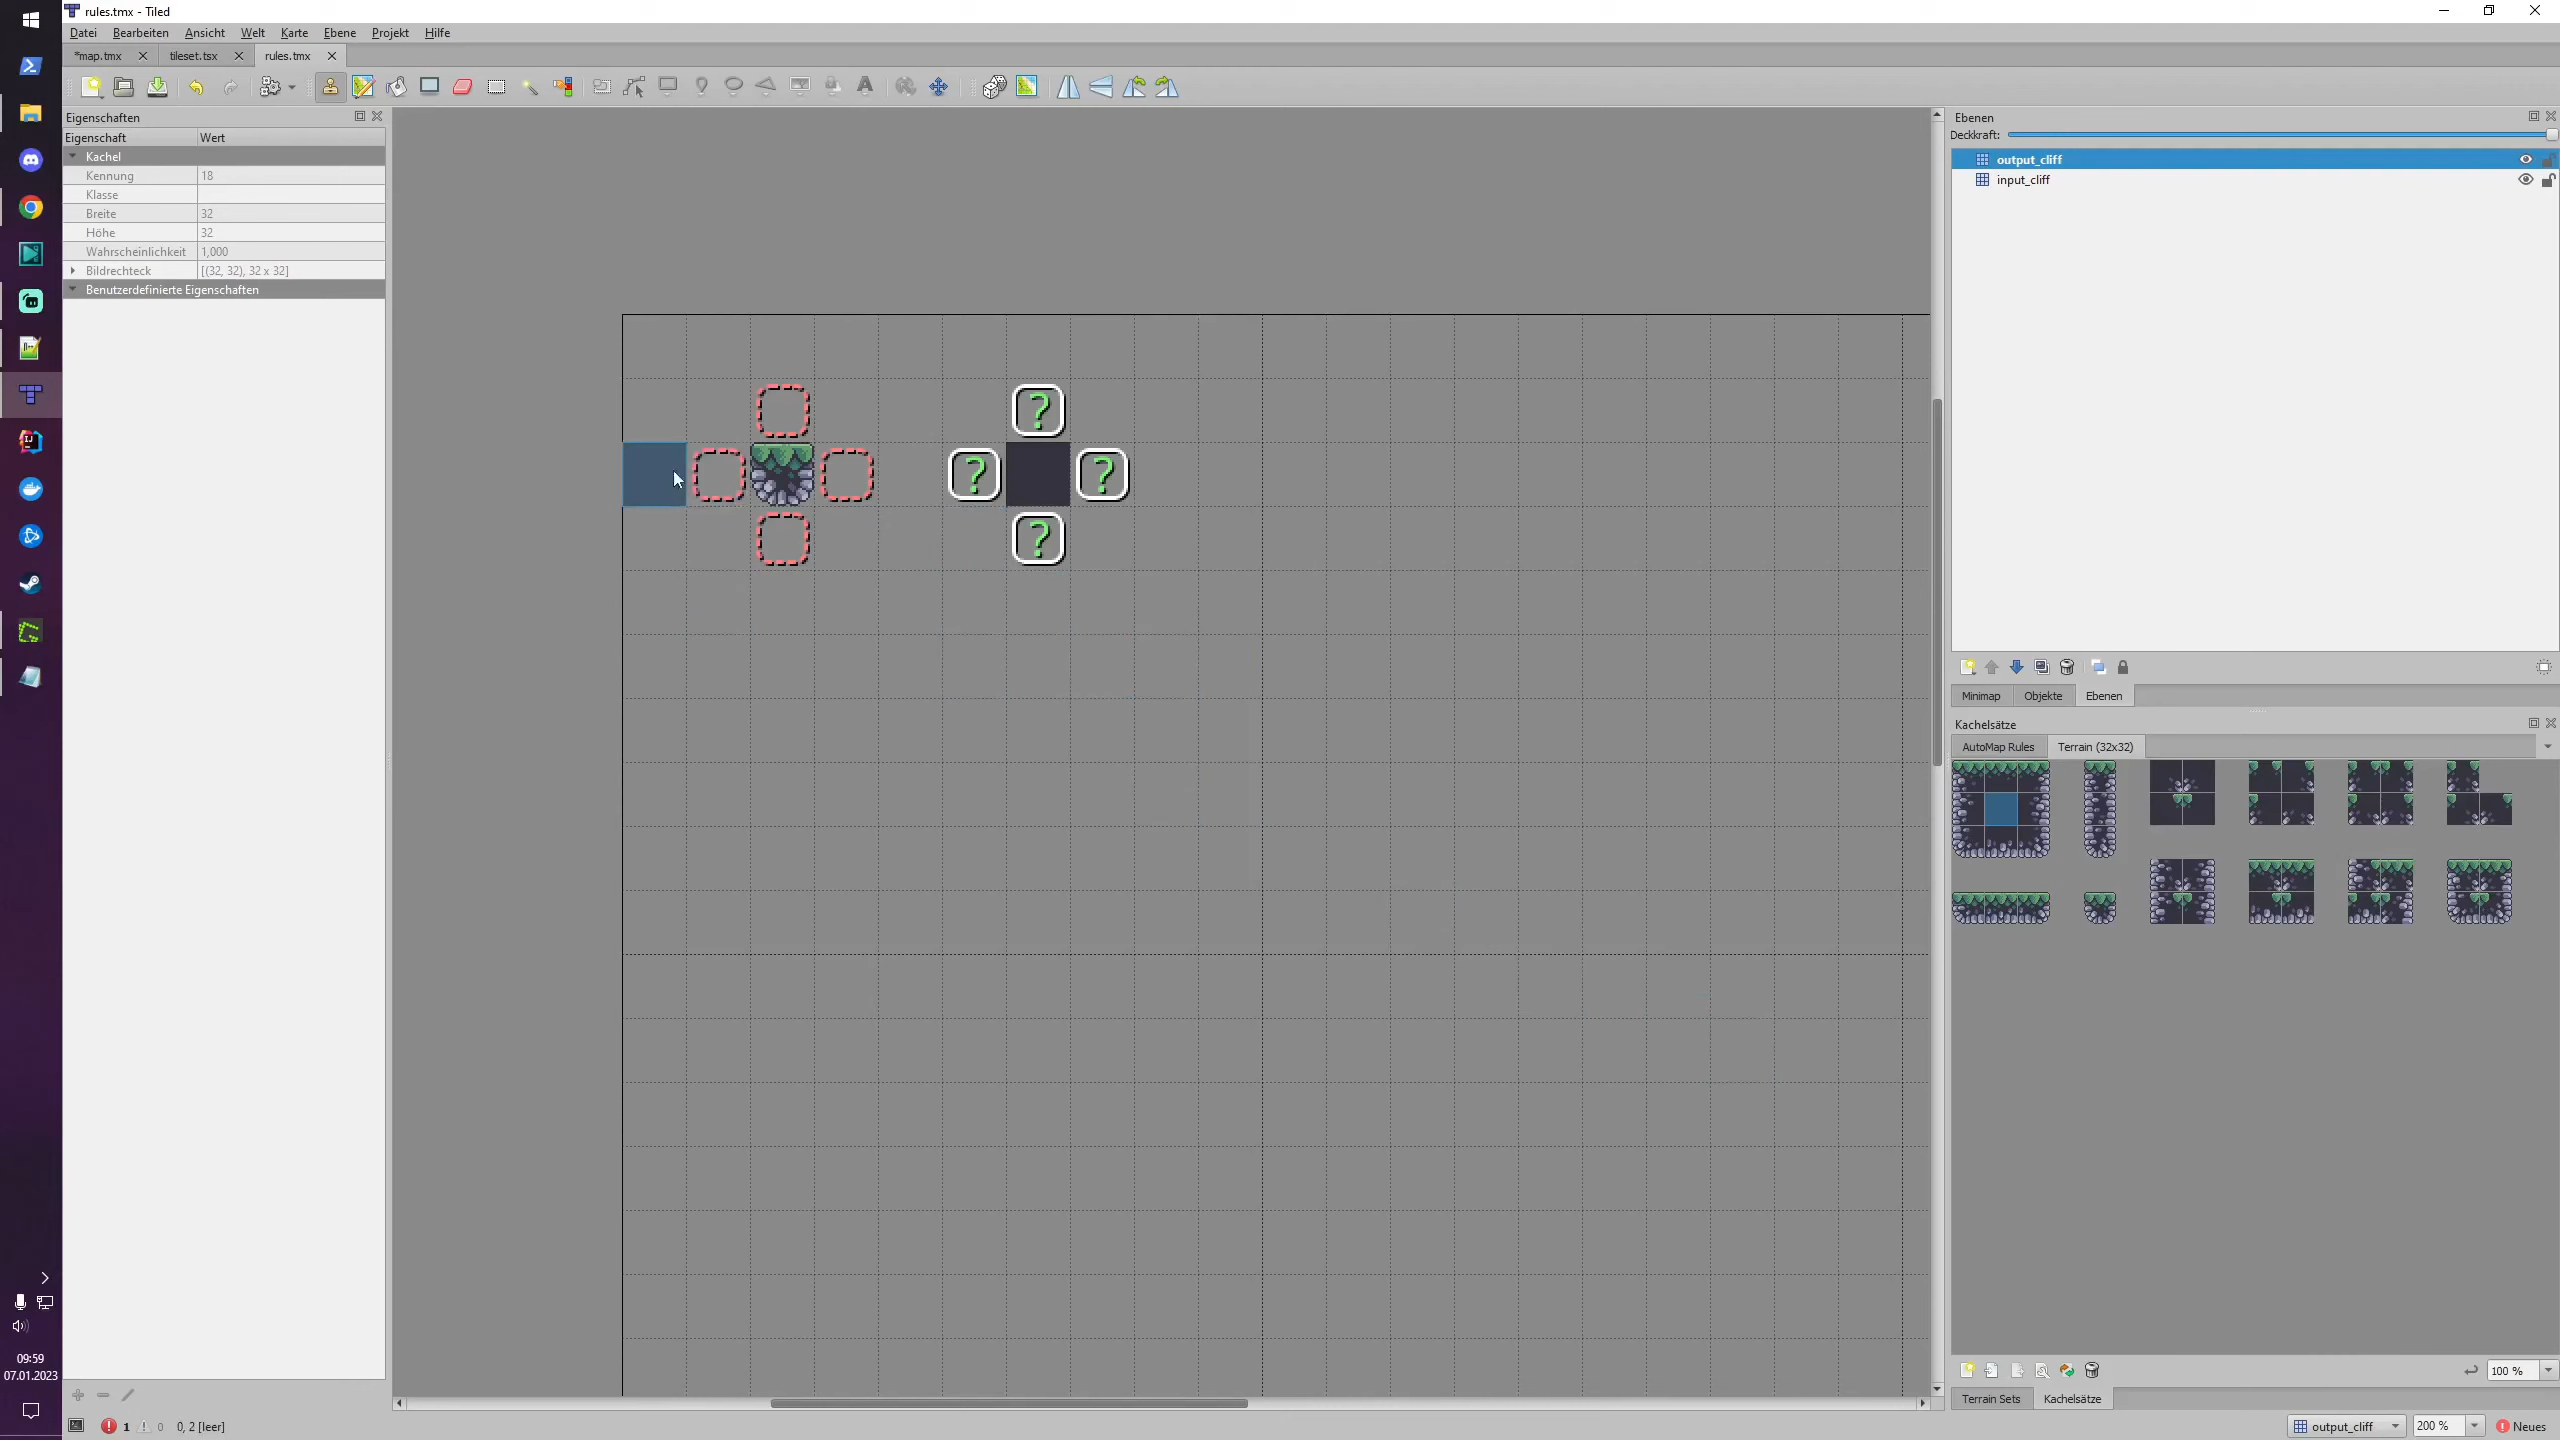 rules.tmx - Tiled
Datei Bearbeiten Ansicht Welt Karte Ebene Projekt Hilfe
*map.tmx tileset.tsx rules.tmx
Eigenschaften
Eigenschaft Wert
Kachel
Kennung 18
Klasse
Breite 32
Höhe 32
Wahrscheinlichkeit 1,000
Bildrechteck [(32, 32), 32 x 32]
Benutzerdefinierte Eigenschaften
?
? ?
?
Ebenen
Deckkraft:
output_cliff
input_cliff
Minimap Objekte Ebenen
Kachelsätze
AutoMap Rules Terrain (32x32)
100 %
Terrain Sets Kachelsätze
09:59
07.01.2023
1 0 0, 2 [leer]
output_cliff 200 % Neues